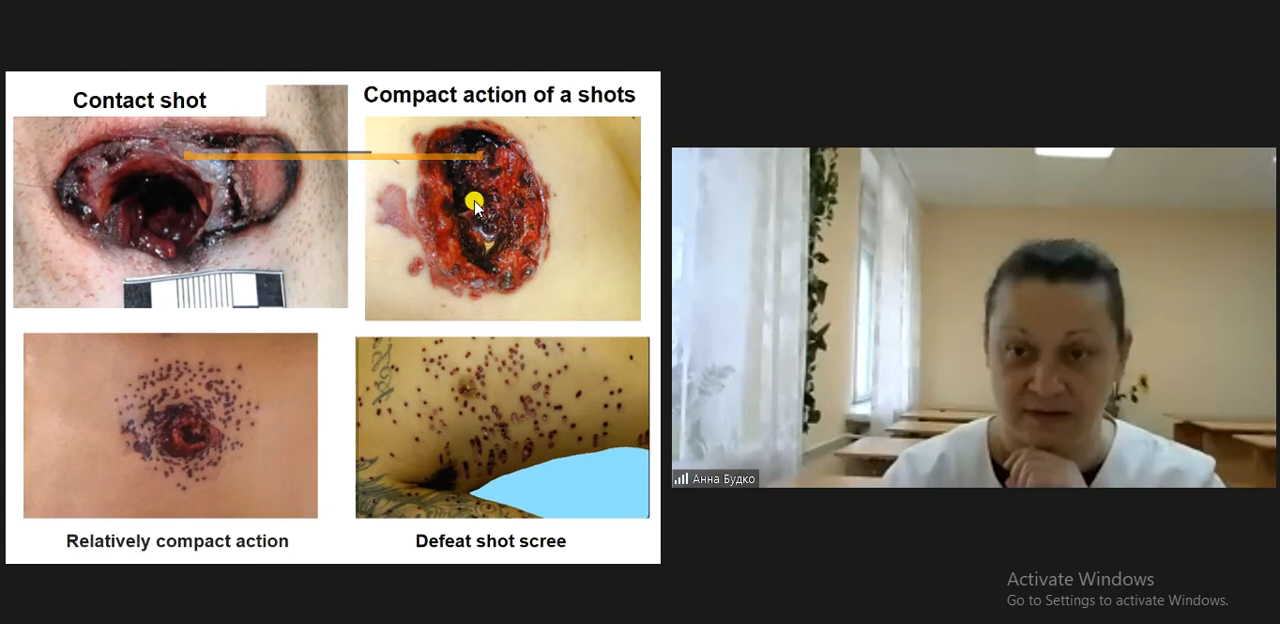 Contact shot
Compact action of a shots
Relatively compact action
Defeat shot scree
Анна Будко
Activate Windows
Go to Settings to activate Windows.